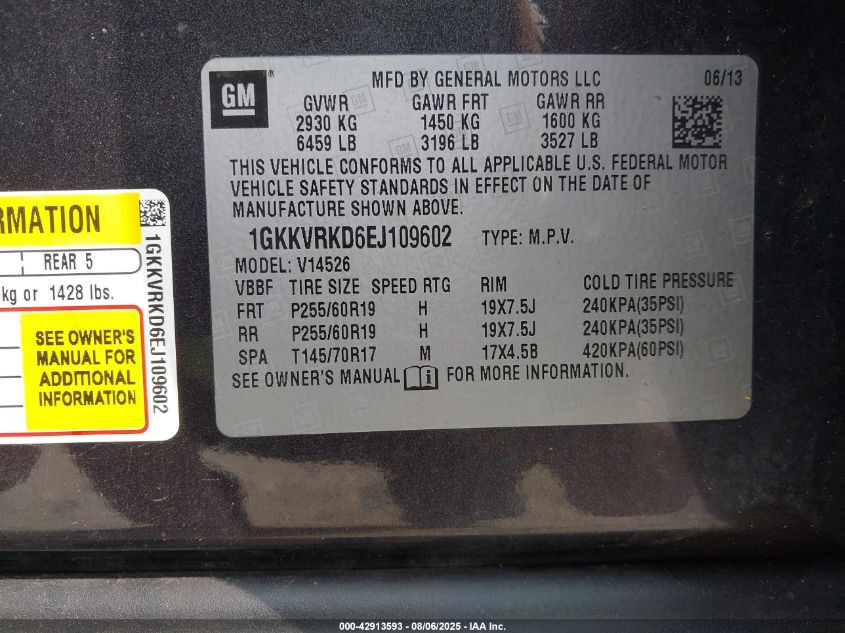 GM
MFD BY GENERAL MOTORS LLC 06/13
GVWR GAWR FRT GAWR RR
2930 KG 1450 KG 1600 KG
6459 LB 3196 LB 3527 LB
THIS VEHICLE CONFORMS TO ALL APPLICABLE U.S. FEDERAL MOTOR
VEHICLE SAFETY STANDARDS IN EFFECT ON THE DATE OF
MANUFACTURE SHOWN ABOVE.
1GKKVRKD6EJ109602 TYPE: M.P.V.
MODEL: V14526
VBBF TIRE SIZE SPEED RTG RIM COLD TIRE PRESSURE
FRT P255/60R19 H 19X7.5J 240KPA(35PSI)
RR P255/60R19 H 19X7.5J 240KPA(35PSI)
SPA T145/70R17 M 17X4.5B 420KPA(60PSI)
SEE OWNER'S MANUAL i FOR MORE INFORMATION.
RMATION
REAR 5
kg or 1428 lbs.
SEE OWNER'S
MANUAL FOR
ADDITIONAL
INFORMATION
1GKKVRKD6EJ109602
000-42913593 - 08/06/2025 - IAA Inc.